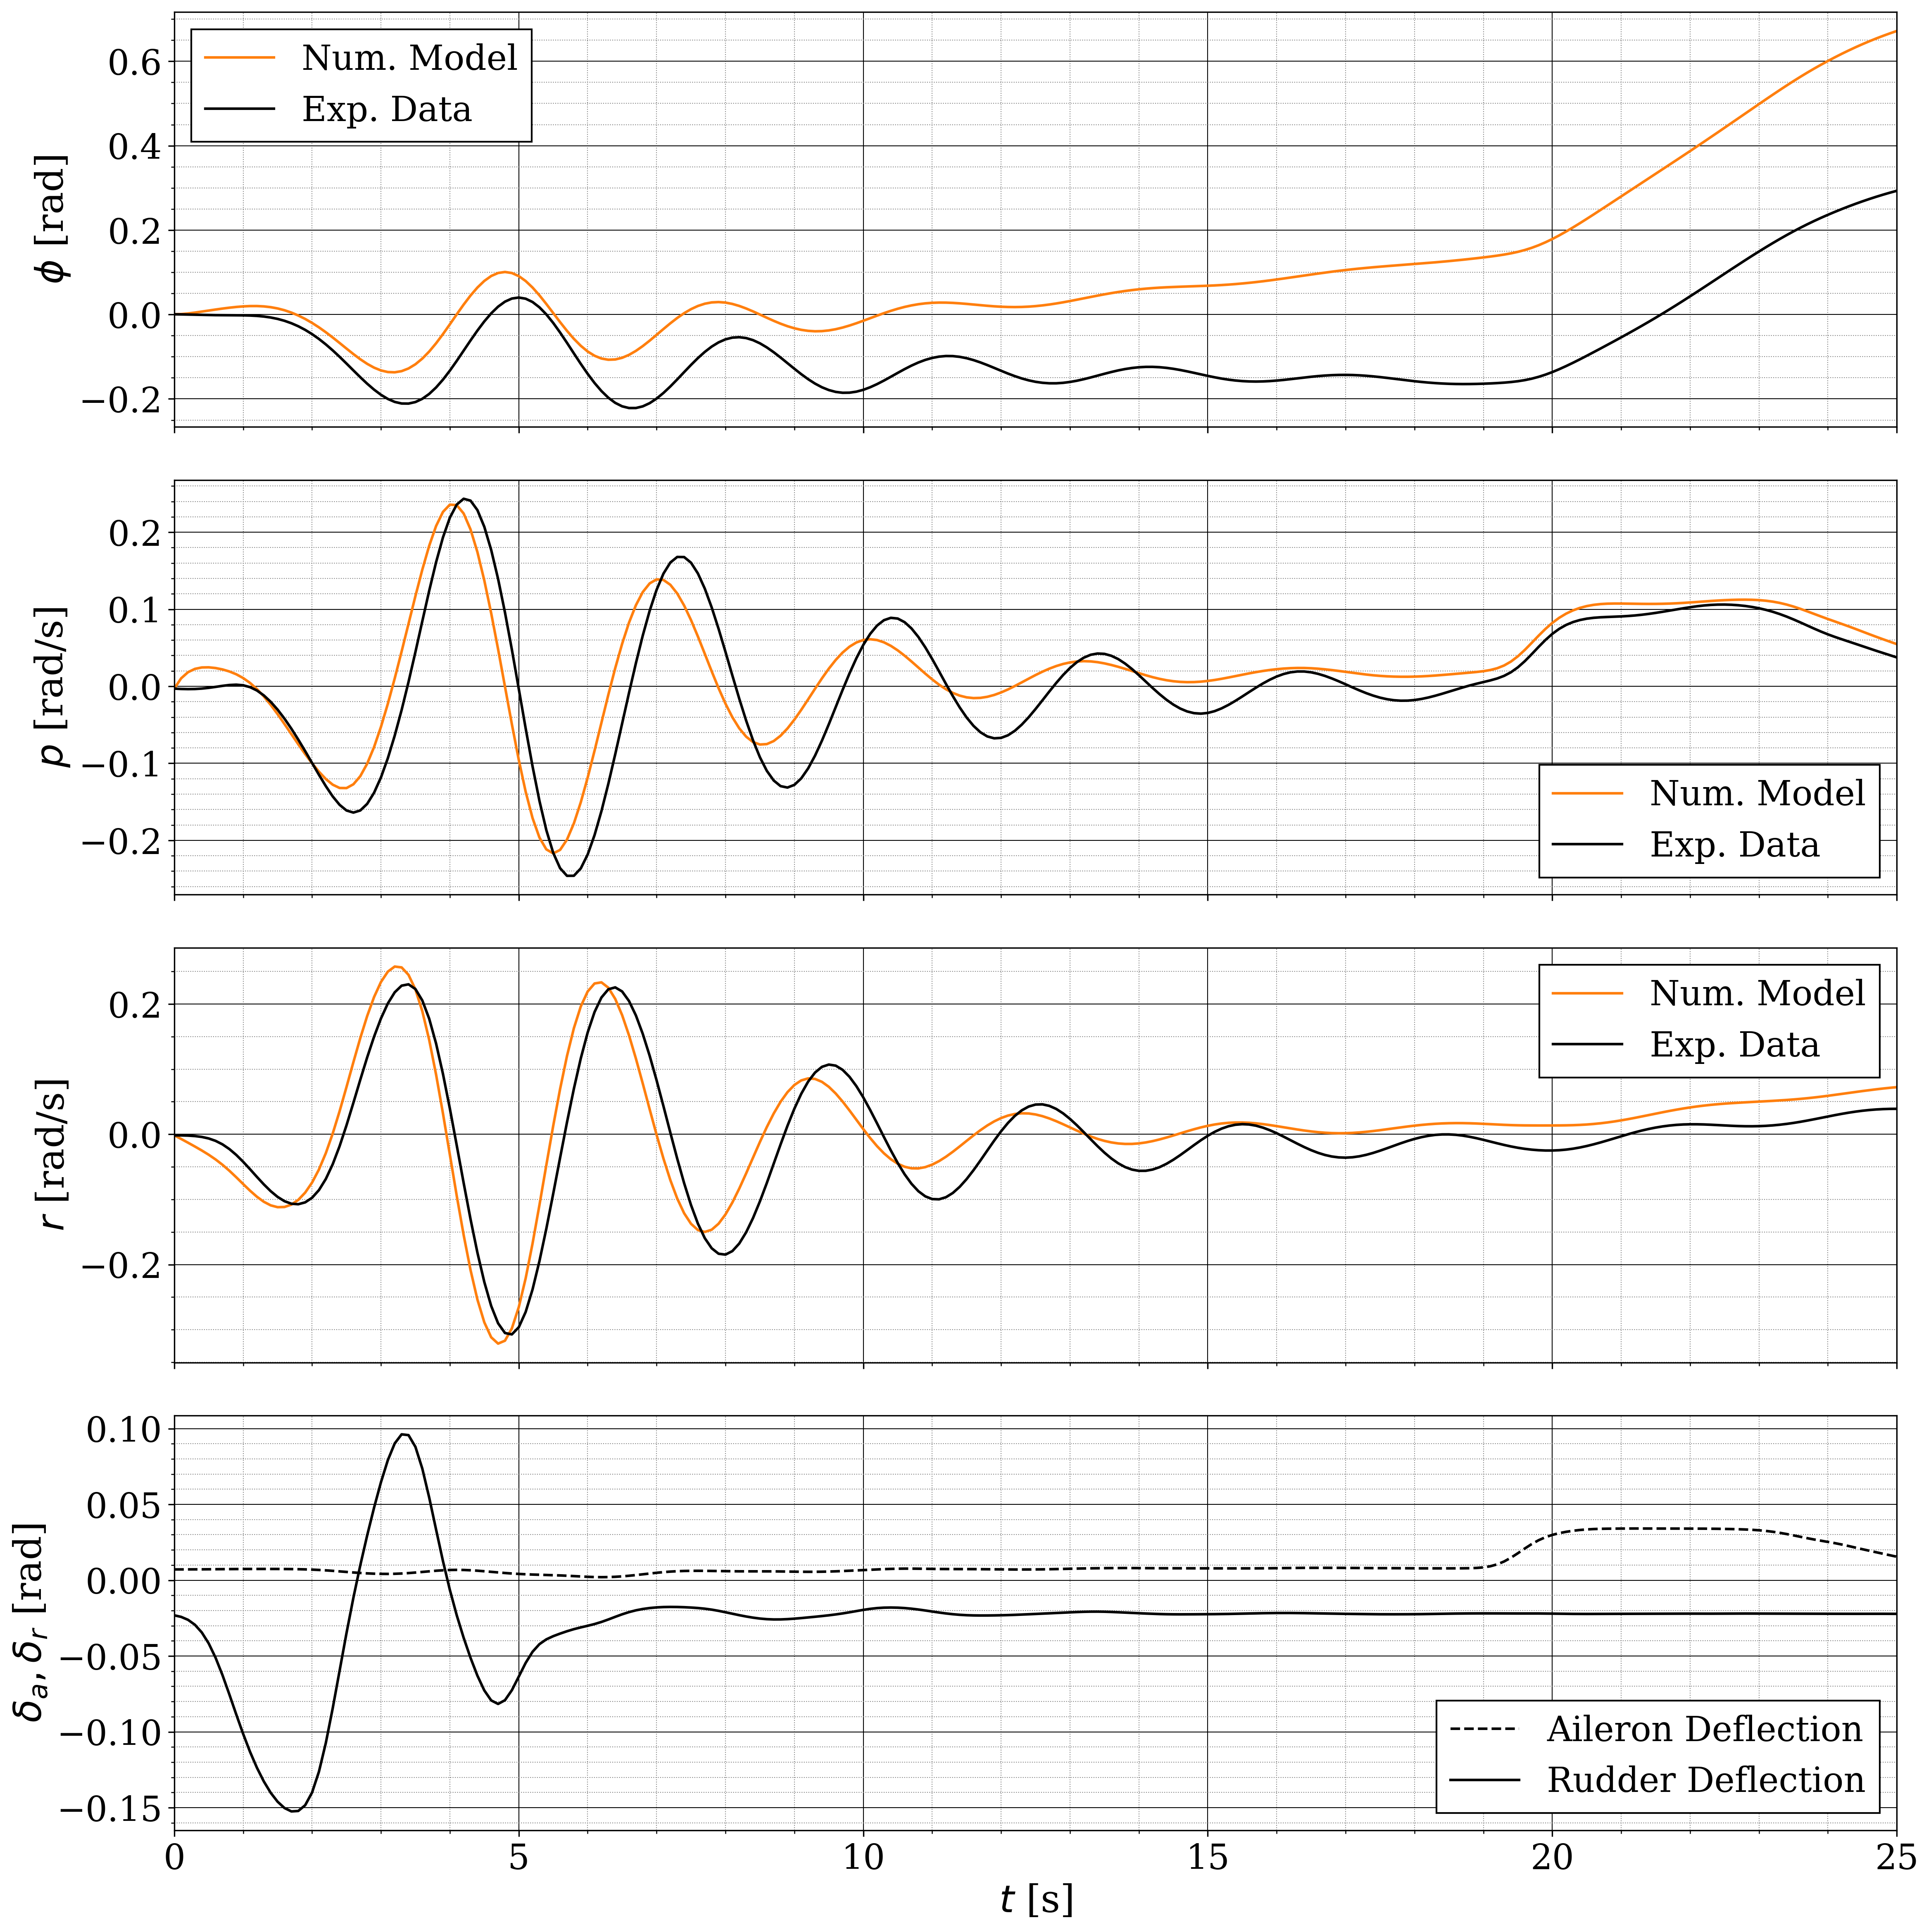 Num. Model
Exp. Data
ϕ [rad]
0.6
0.4
0.2
0.0
−0.2
p [rad/s]
0.2
0.1
0.0
−0.1
−0.2
Num. Model
Exp. Data
r [rad/s]
0.2
0.0
−0.2
Num. Model
Exp. Data
δa, δr [rad]
0.10
0.05
0.00
−0.05
−0.10
−0.15
Aileron Deflection
Rudder Deflection
0 5 10 15 20 25
t [s]